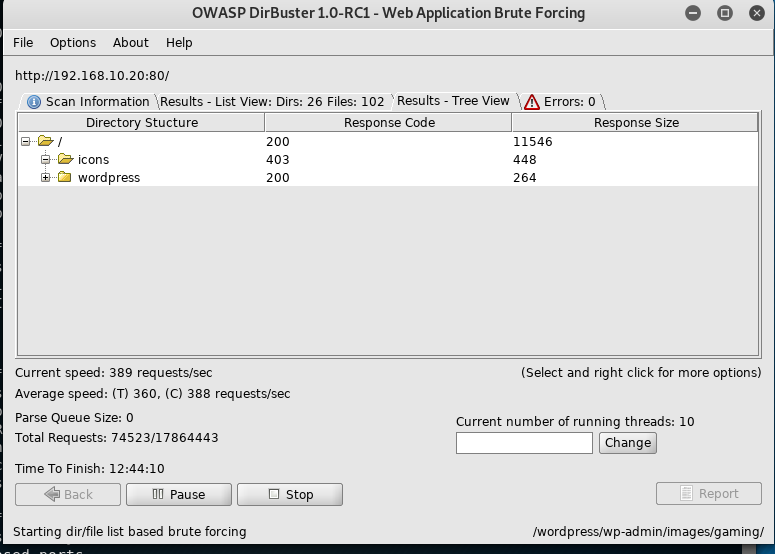 OWASP DirBuster 1.0-RC1 - Web Application Brute Forcing
File Options About Help
http://192.168.10.20:80/
Scan Information Results - List View: Dirs: 26 Files: 102 Results - Tree View Errors: 0
Directory Stucture Response Code Response Size
/ 200 11546
icons 403 448
wordpress 200 264
Current speed: 389 requests/sec (Select and right click for more options)
Average speed: (T) 360, (C) 388 requests/sec
Parse Queue Size: 0
Current number of running threads: 10
Total Requests: 74523/17864443
Change
Time To Finish: 12:44:10
Back Pause Stop Report
Starting dir/file list based brute forcing /wordpress/wp-admin/images/gaming/